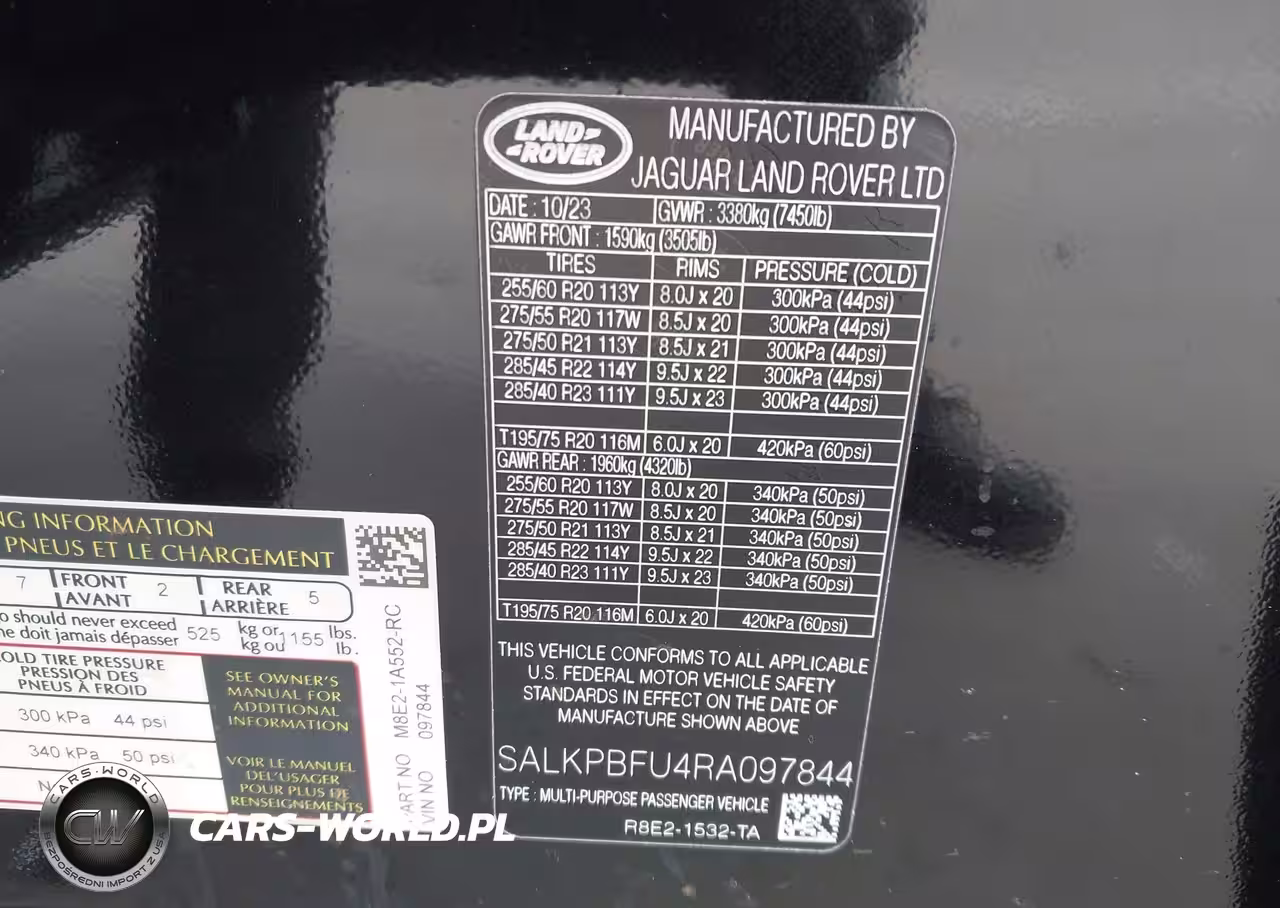 LAND-
-ROVER
MANUFACTURED BY
JAGUAR LAND ROVER LTD
DATE : 10/23 GVWR : 3380kg (7450lb)
GAWR FRONT : 1590kg (3505lb)
TIRES RIMS PRESSURE (COLD)
255/60 R20 113Y 8.0J x 20 300kPa (44psi)
275/55 R20 117W 8.5J x 20 300kPa (44psi)
275/50 R21 113Y 8.5J x 21 300kPa (44psi)
285/45 R22 114Y 9.5J x 22 300kPa (44psi)
285/40 R23 111Y 9.5J x 23 300kPa (44psi)
T195/75 R20 116M 6.0J x 20 420kPa (60psi)
GAWR REAR : 1960kg (4320lb)
255/60 R20 113Y 8.0J x 20 340kPa (50psi)
275/55 R20 117W 8.5J x 20 340kPa (50psi)
275/50 R21 113Y 8.5J x 21 340kPa (50psi)
285/45 R22 114Y 9.5J x 22 340kPa (50psi)
285/40 R23 111Y 9.5J x 23 340kPa (50psi)
T195/75 R20 116M 6.0J x 20 420kPa (60psi)
THIS VEHICLE CONFORMS TO ALL APPLICABLE
U.S. FEDERAL MOTOR VEHICLE SAFETY
STANDARDS IN EFFECT ON THE DATE OF
MANUFACTURE SHOWN ABOVE
SALKPBFU4RA097844
TYPE : MULTI-PURPOSE PASSENGER VEHICLE
R8E2-1532-TA
NG INFORMATION
PNEUS ET LE CHARGEMENT
7 FRONT 2 REAR 5
AVANT ARRIÈRE
o should never exceed 525 kg or 1155 lbs.
ne doit jamais dépasser kg ou lb.
OLD TIRE PRESSURE
PRESSION DES
PNEUS À FROID
300 kPa 44 psi
340 kPa 50 psi
SEE OWNER'S
MANUAL FOR
ADDITIONAL
INFORMATION
VOIR LE MANUEL
DEL'USAGER
POUR PLUS DE
RENSEIGNEMENTS
PART NO M8E2-1A552-RC
VIN NO 097844
CARS-WORLD
CW
BEZPOŚREDNI IMPORT Z USA
CARS-WORLD.PL